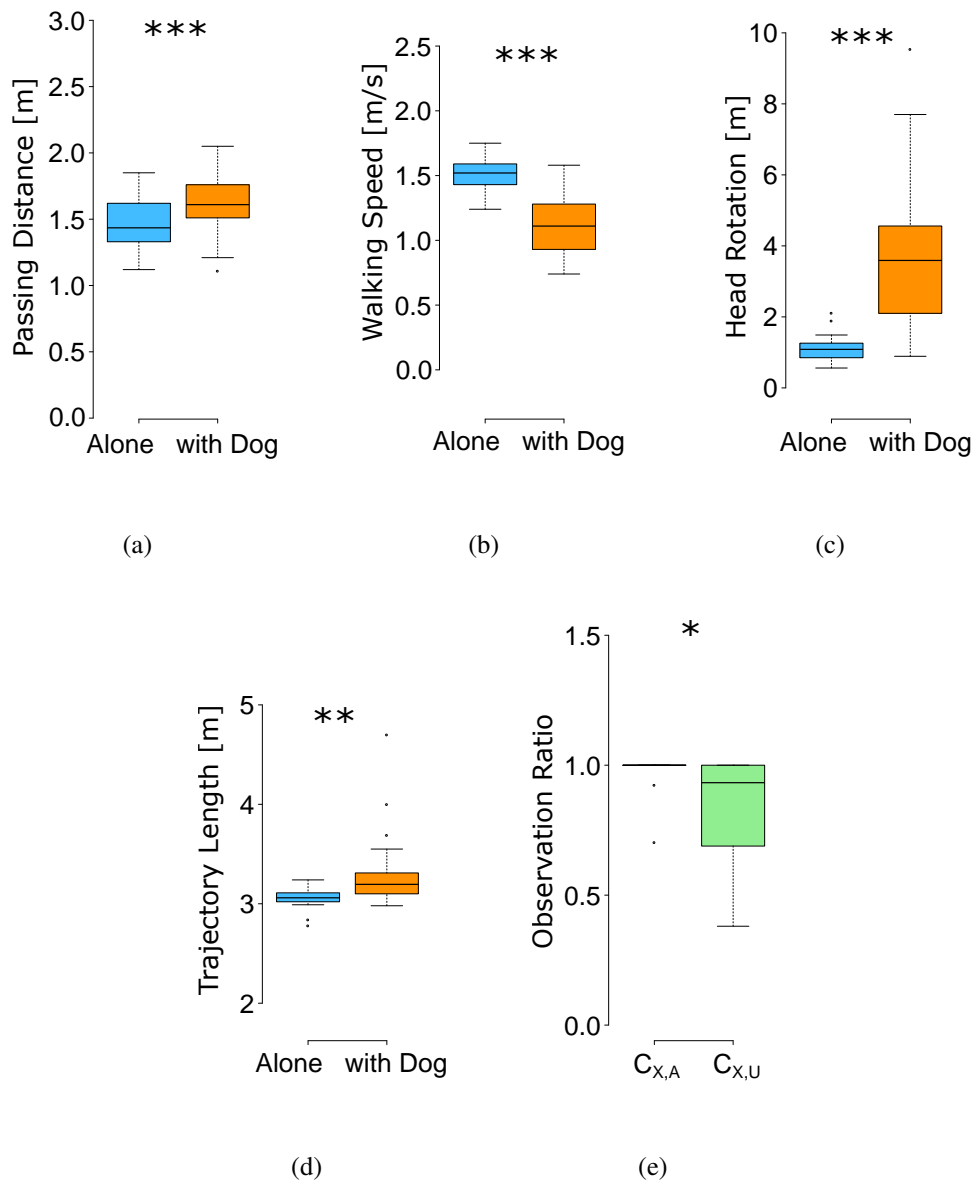 Passing Distance [m]
3.0
2.5
2.0
1.5
1.0
0.5
0.0
***
Alone with Dog
(a)
Walking Speed [m/s]
2.5
2.0
1.5
1.0
0.5
0.0
***
Alone with Dog
(b)
Head Rotation [m]
10
8
6
4
2
0
***
Alone with Dog
(c)
Trajectory Length [m]
5
4
3
2
**
Alone with Dog
(d)
Observation Ratio
1.5
1.0
0.5
0.0
*
C_{X,A} C_{X,U}
(e)